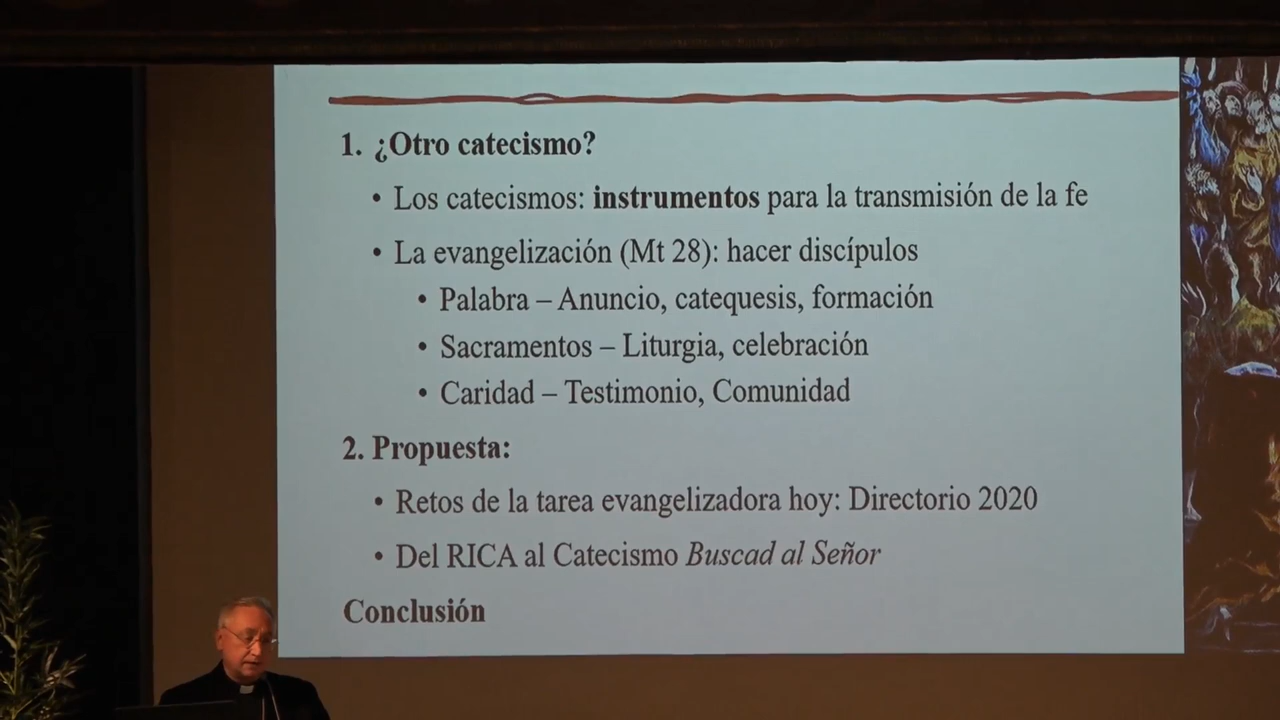 1. ¿Otro catecismo?
• Los catecismos: instrumentos para la transmisión de la fe
• La evangelización (Mt 28): hacer discípulos
• Palabra – Anuncio, catequesis, formación
• Sacramentos – Liturgia, celebración
• Caridad – Testimonio, Comunidad
2. Propuesta:
• Retos de la tarea evangelizadora hoy: Directorio 2020
• Del RICA al Catecismo Buscad al Señor
Conclusión